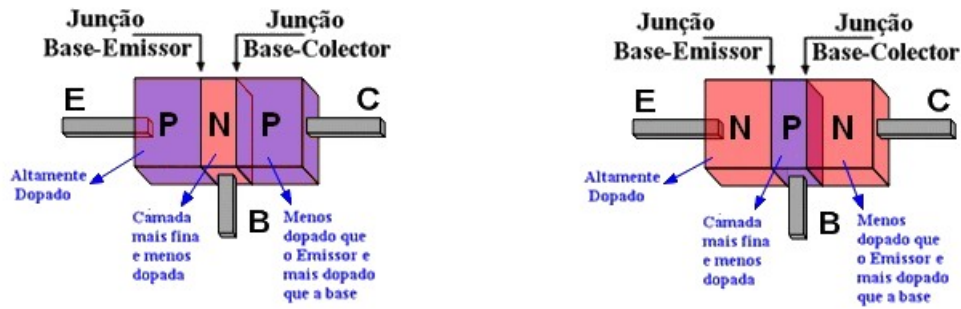 Junção
Base-Emissor
Junção
Base-Colector
E
P
N
P
C
B
Altamente
Dopado
Camada
mais fina
e menos
dopada
Menos
dopado que
o Emissor e
mais dopado
que a base
Junção
Base-Emissor
Junção
Base-Colector
E
N
P
N
C
B
Altamente
Dopado
Camada
mais fina
e menos
dopada
Menos
dopado que
o Emissor e
mais dopado
que a base